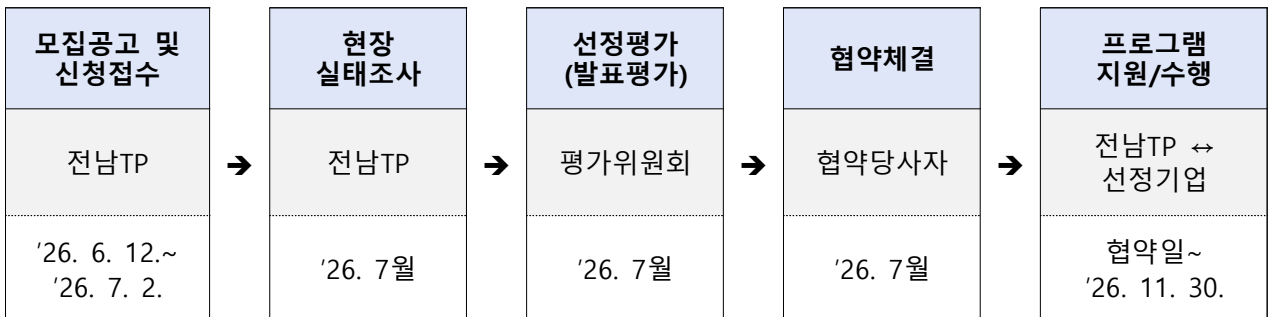 모집공고 및
신청접수
현장
실태조사
선정평가
(발표평가)
협약체결
프로그램
지원/수행
전남TP
➔
전남TP
➔
평가위원회
➔
협약당사자
➔
전남TP ↔
선정기업
'26. 6. 12.~
'26. 7. 2.
'26. 7월
'26. 7월
'26. 7월
협약일~
'26. 11. 30.